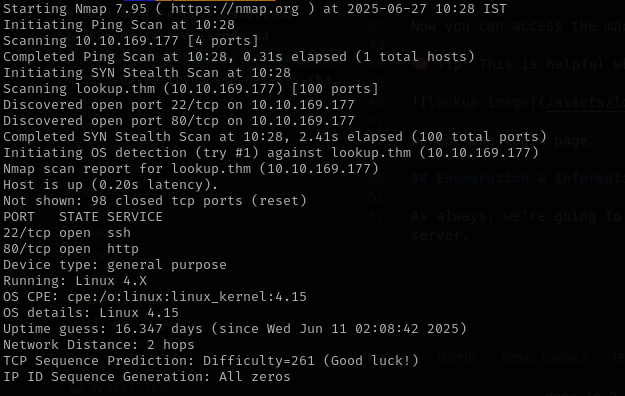 Starting Nmap 7.95 ( https://nmap.org ) at 2025-06-27 10:28 IST
Initiating Ping Scan at 10:28
Scanning 10.10.169.177 [4 ports]
Completed Ping Scan at 10:28, 0.31s elapsed (1 total hosts)
Initiating SYN Stealth Scan at 10:28
Scanning lookup.thm (10.10.169.177) [100 ports]
Discovered open port 22/tcp on 10.10.169.177
Discovered open port 80/tcp on 10.10.169.177
Completed SYN Stealth Scan at 10:28, 2.41s elapsed (100 total ports)
Initiating OS detection (try #1) against lookup.thm (10.10.169.177)
Nmap scan report for lookup.thm (10.10.169.177)
Host is up (0.20s latency).
Not shown: 98 closed tcp ports (reset)
PORT   STATE SERVICE
22/tcp open  ssh
80/tcp open  http
Device type: general purpose
Running: Linux 4.X
OS CPE: cpe:/o:linux:linux_kernel:4.15
OS details: Linux 4.15
Uptime guess: 16.347 days (since Wed Jun 11 02:08:42 2025)
Network Distance: 2 hops
TCP Sequence Prediction: Difficulty=261 (Good luck!)
IP ID Sequence Generation: All zeros
Now you can access the ma
This is helpful w
![lookup Image](/assets/lo
page.
## Enumeration & Informat
52 As always, we're going to
server.
OUTPUT DEBUG CONSOLE TE